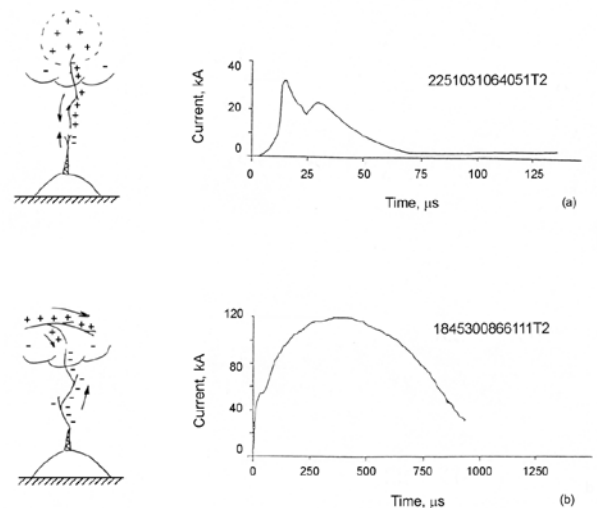 40
20
0
Current, kA
2251031064051T2
0 25 50 75 100 125
Time, μs
(a)
120
80
40
0
Current, kA
1845300866111T2
0 250 500 750 1000 1250
Time, μs
(b)